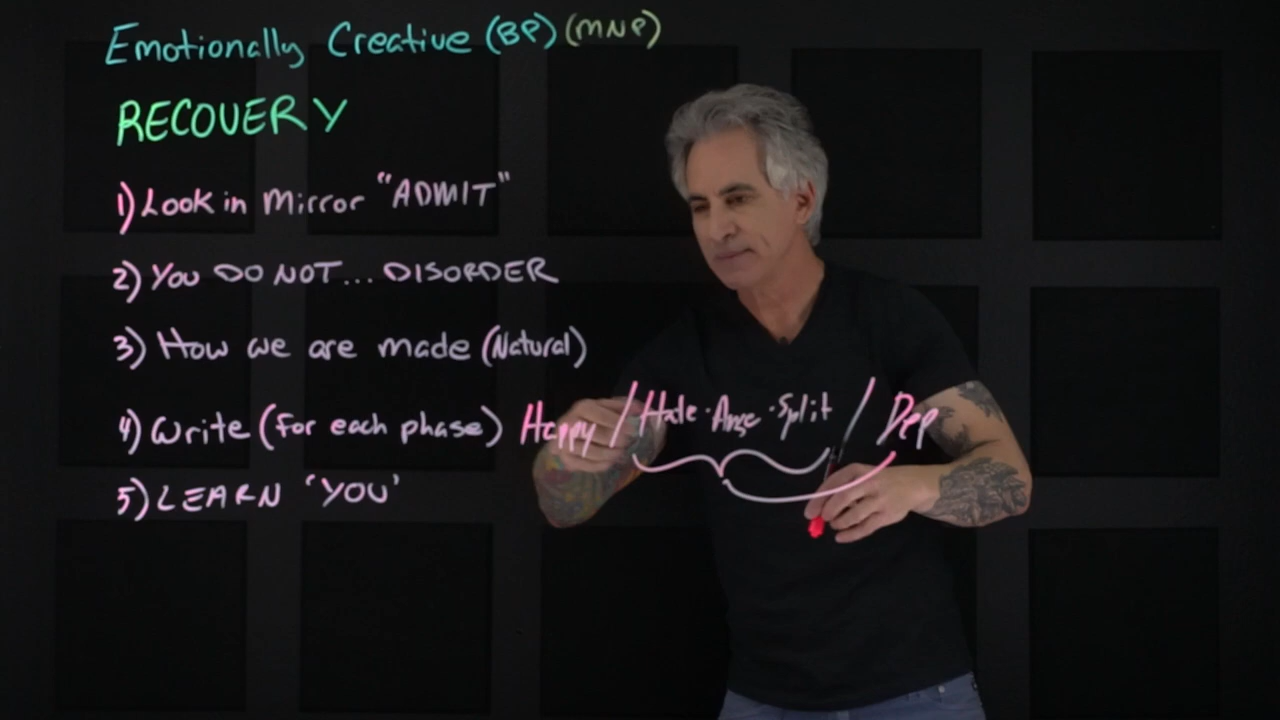 Emotionally Creative (BP) (MNP)
RECOVERY
1) Look in Mirror "ADMIT"
2) You DO NOT... DISORDER
3) How we are made (Natural)
4) Write (For each phase) Happy / Hate · Ange · Split / Dep
5) LEARN 'YOU'